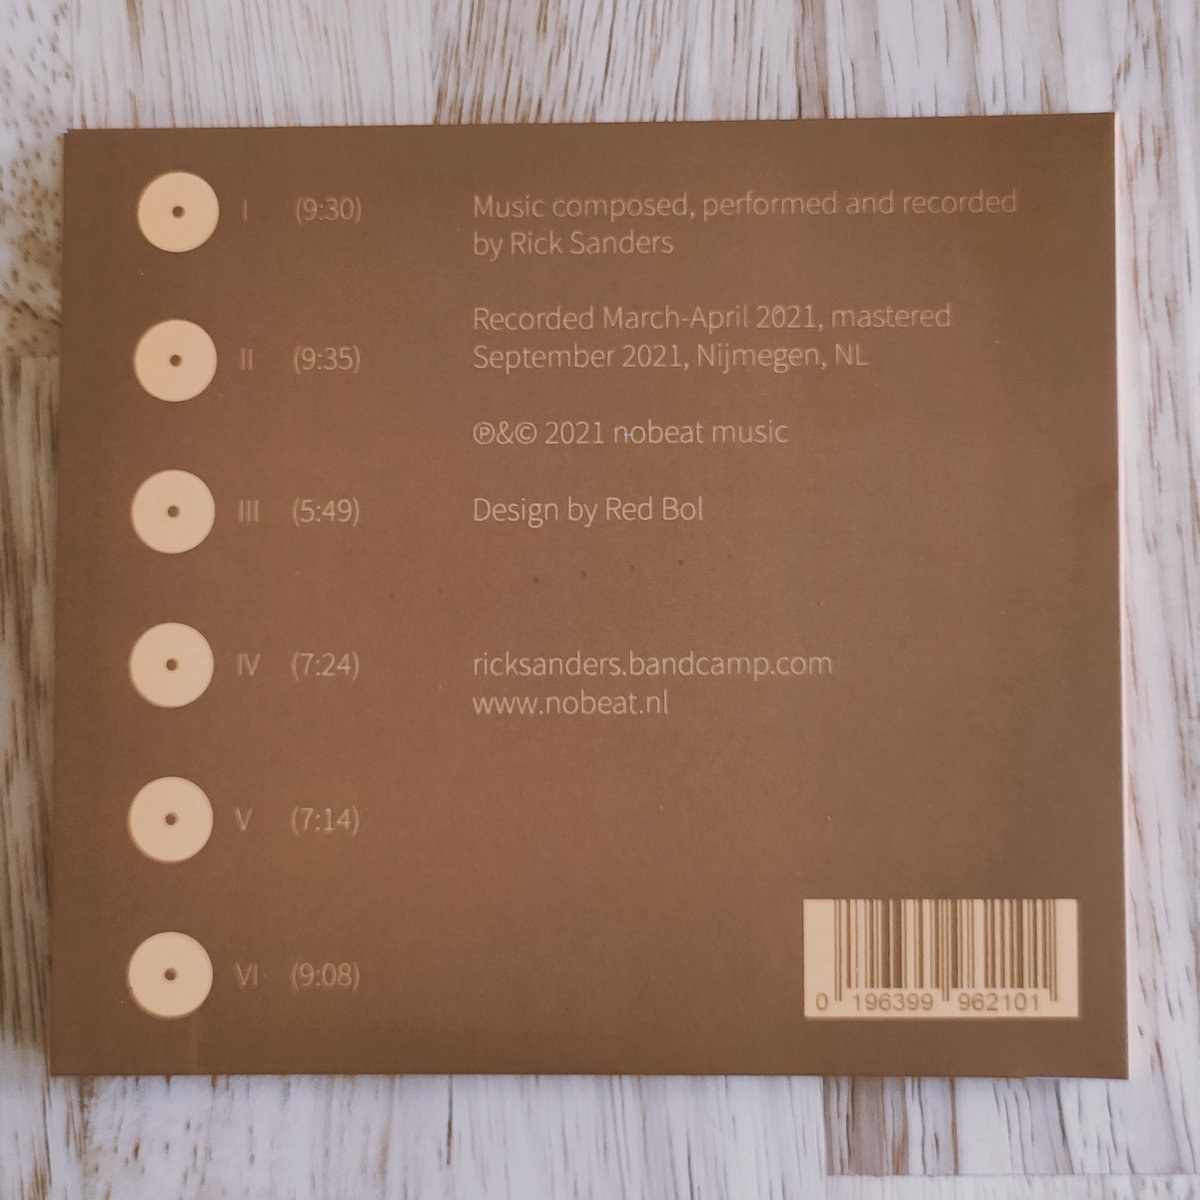 I (9:30)
II (9:35)
III (5:49)
IV (7:24)
V (7:14)
VI (9:08)
Music composed, performed and recorded
by Rick Sanders
Recorded March-April 2021, mastered
September 2021, Nijmegen, NL
℗&© 2021 nobeat music
Design by Red Bol
ricksanders.bandcamp.com
www.nobeat.nl
0 196399 962101